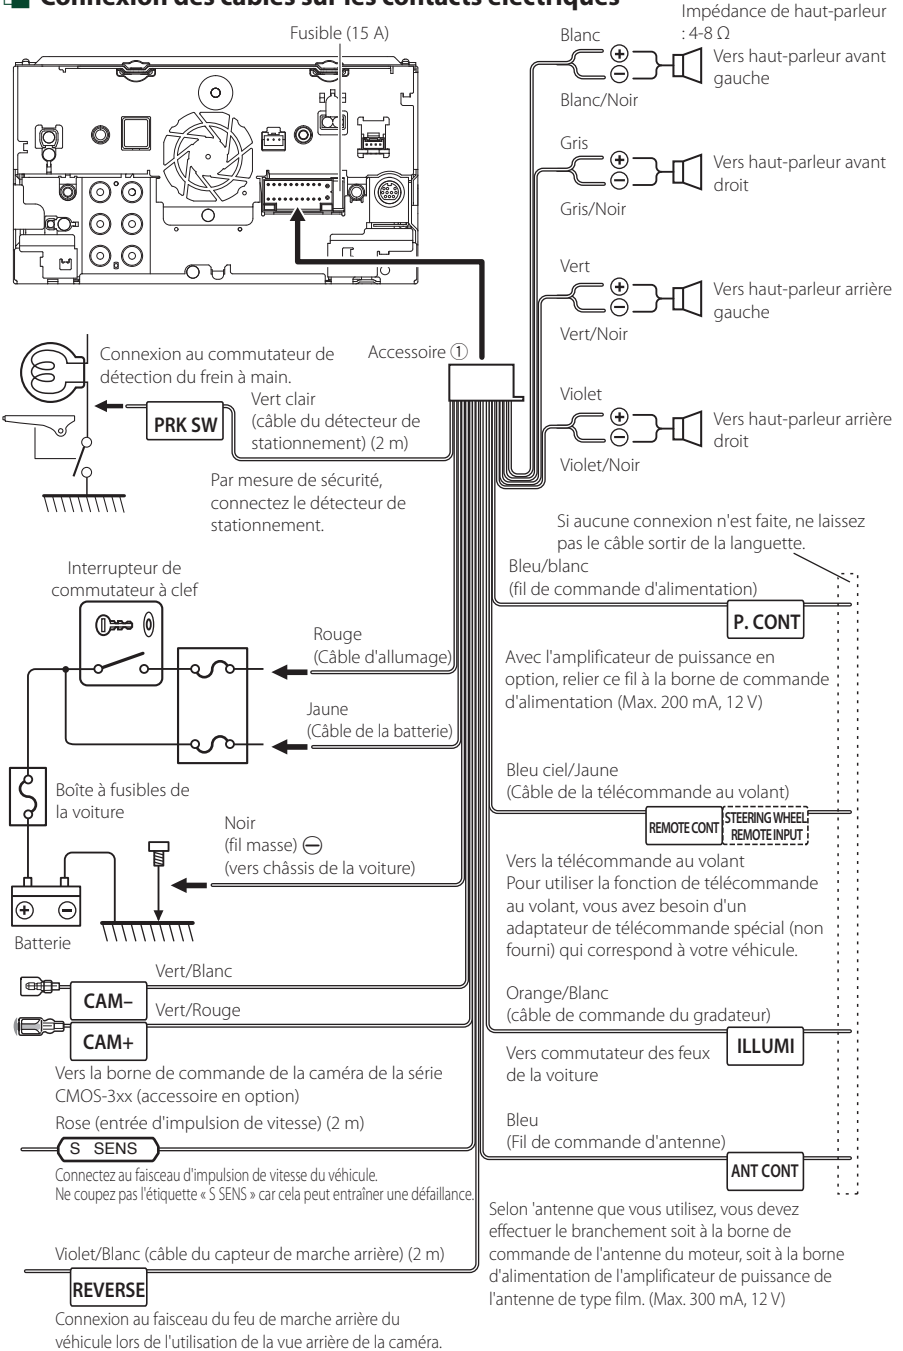 Connexion des câbles sur les contacts électriques
Fusible (15 A)
Impédance de haut-parleur
: 4-8 Ω
Blanc
Vers haut-parleur avant
gauche
Blanc/Noir
Gris
Vers haut-parleur avant
droit
Gris/Noir
Vert
Vers haut-parleur arrière
gauche
Vert/Noir
Violet
Vers haut-parleur arrière
droit
Violet/Noir
Connexion au commutateur de
détection du frein à main.
Accessoire ①
Vert clair
(câble du détecteur de
stationnement) (2 m)
PRK SW
Par mesure de sécurité,
connectez le détecteur de
stationnement.
Si aucune connexion n'est faite, ne laissez
pas le câble sortir de la languette.
Interrupteur de
commutateur à clef
Bleu/blanc
(fil de commande d'alimentation)
P. CONT
Rouge
(Câble d'allumage)
Avec l'amplificateur de puissance en
option, relier ce fil à la borne de commande
d'alimentation (Max. 200 mA, 12 V)
Jaune
(Câble de la batterie)
Boîte à fusibles de
la voiture
Bleu ciel/Jaune
(Câble de la télécommande au volant)
REMOTE CONT
STEERING WHEEL
REMOTE INPUT
Noir
(fil masse) ⊖
(vers châssis de la voiture)
Vers la télécommande au volant
Pour utiliser la fonction de télécommande
au volant, vous avez besoin d'un
adaptateur de télécommande spécial (non
fourni) qui correspond à votre véhicule.
Batterie
Vert/Blanc
CAM–
Vert/Rouge
CAM+
Vers la borne de commande de la caméra de la série
CMOS-3xx (accessoire en option)
Orange/Blanc
(câble de commande du gradateur)
ILLUMI
Vers commutateur des feux
de la voiture
Rose (entrée d'impulsion de vitesse) (2 m)
S SENS
Connectez au faisceau d'impulsion de vitesse du véhicule.
Ne coupez pas l'étiquette « S SENS » car cela peut entraîner une défaillance.
Bleu
(Fil de commande d'antenne)
ANT CONT
Selon 'antenne que vous utilisez, vous devez
effectuer le branchement soit à la borne de
commande de l'antenne du moteur, soit à la borne
d'alimentation de l'amplificateur de puissance de
l'antenne de type film. (Max. 300 mA, 12 V)
Violet/Blanc (câble du capteur de marche arrière) (2 m)
REVERSE
Connexion au faisceau du feu de marche arrière du
véhicule lors de l'utilisation de la vue arrière de la caméra.